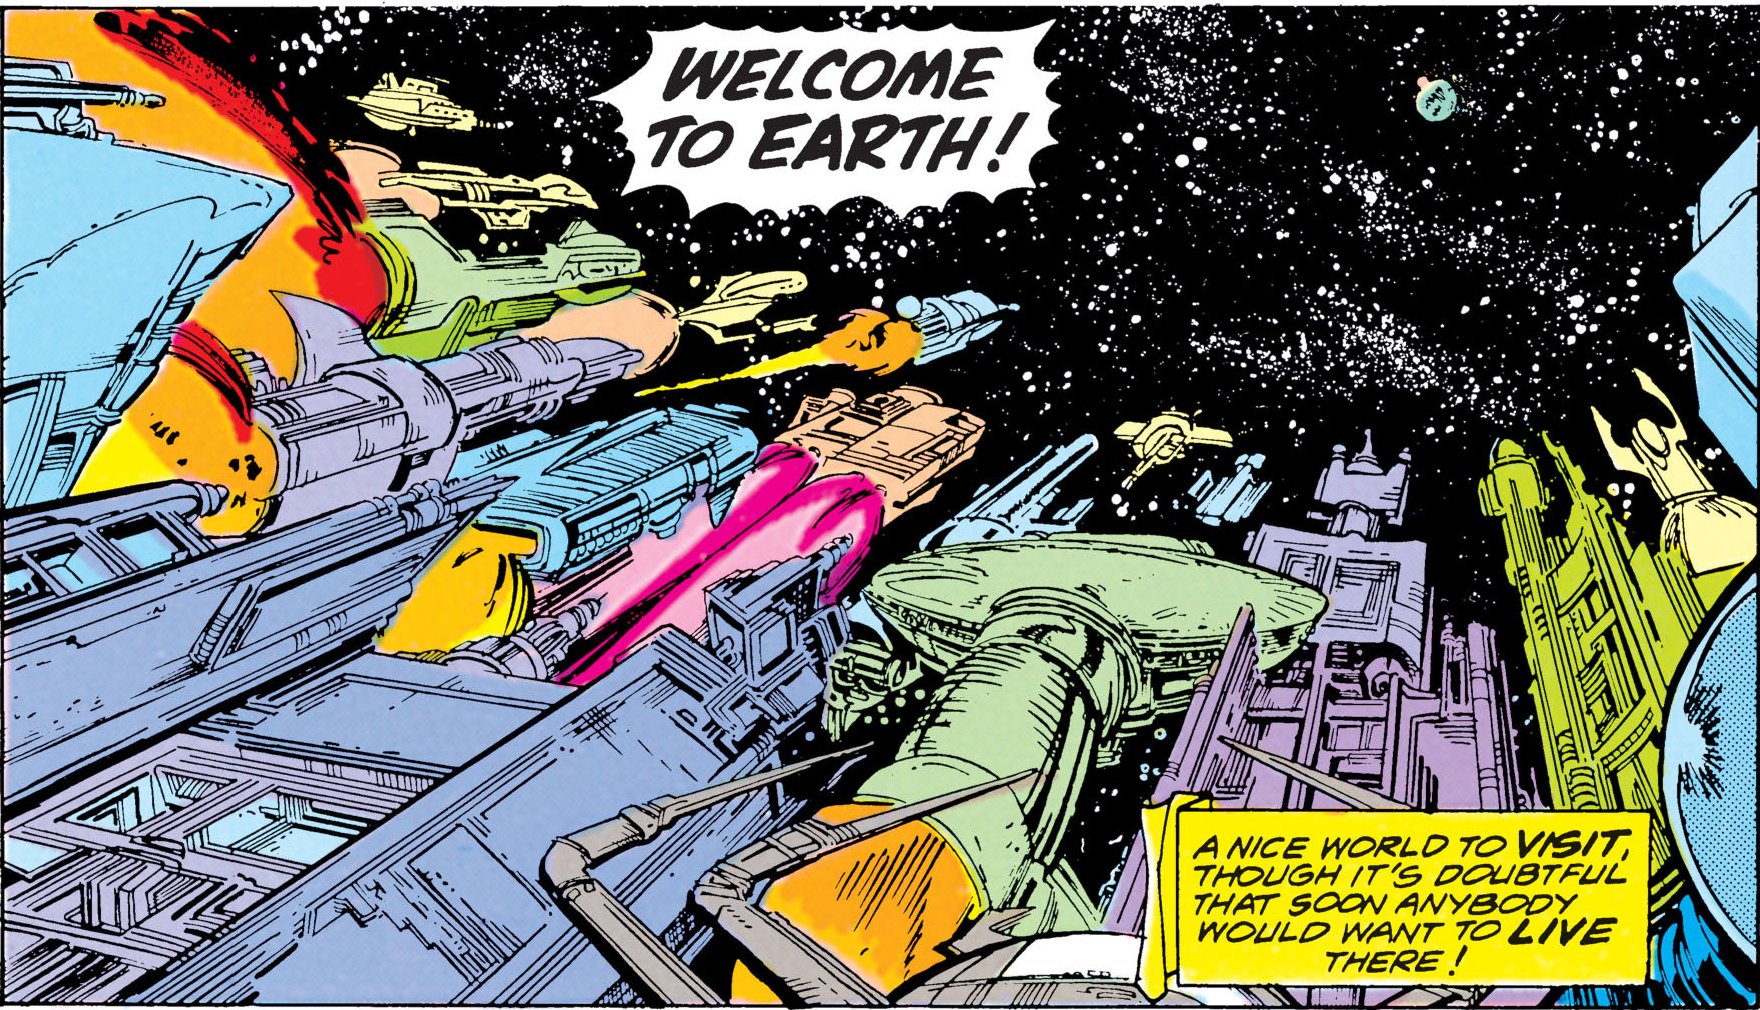 WELCOME
TO EARTH!
A NICE WORLD TO VISIT,
THOUGH IT'S DOUBTFUL
THAT SOON ANYBODY
WOULD WANT TO LIVE
THERE!